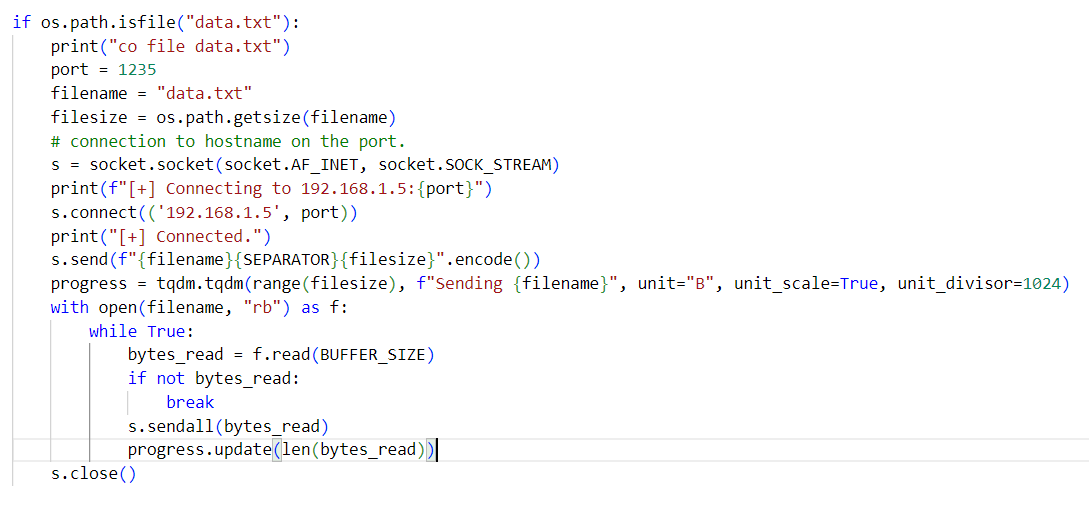 if os.path.isfile("data.txt"):
    print("co file data.txt")
    port = 1235
    filename = "data.txt"
    filesize = os.path.getsize(filename)
    # connection to hostname on the port.
    s = socket.socket(socket.AF_INET, socket.SOCK_STREAM)
    print(f"[+] Connecting to 192.168.1.5:{port}")
    s.connect(('192.168.1.5', port))
    print("[+] Connected.")
    s.send(f"{filename}{SEPARATOR}{filesize}".encode())
    progress = tqdm.tqdm(range(filesize), f"Sending {filename}", unit="B", unit_scale=True, unit_divisor=1024)
    with open(filename, "rb") as f:
        while True:
            bytes_read = f.read(BUFFER_SIZE)
            if not bytes_read:
                break
            s.sendall(bytes_read)
            progress.update(len(bytes_read))
    s.close()